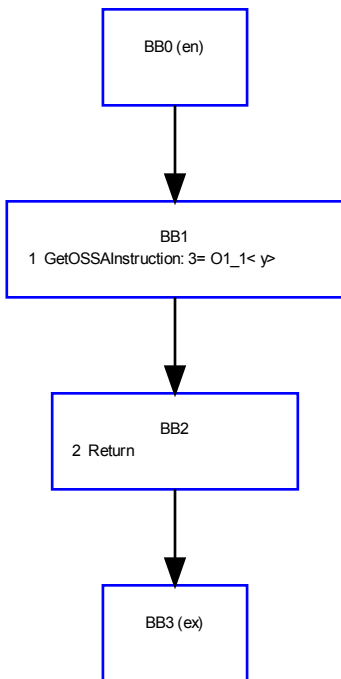 BB0 (en)
BB1
1 GetOSSAInstruction: 3= O1_1< y>
BB2
2 Return
BB3 (ex)